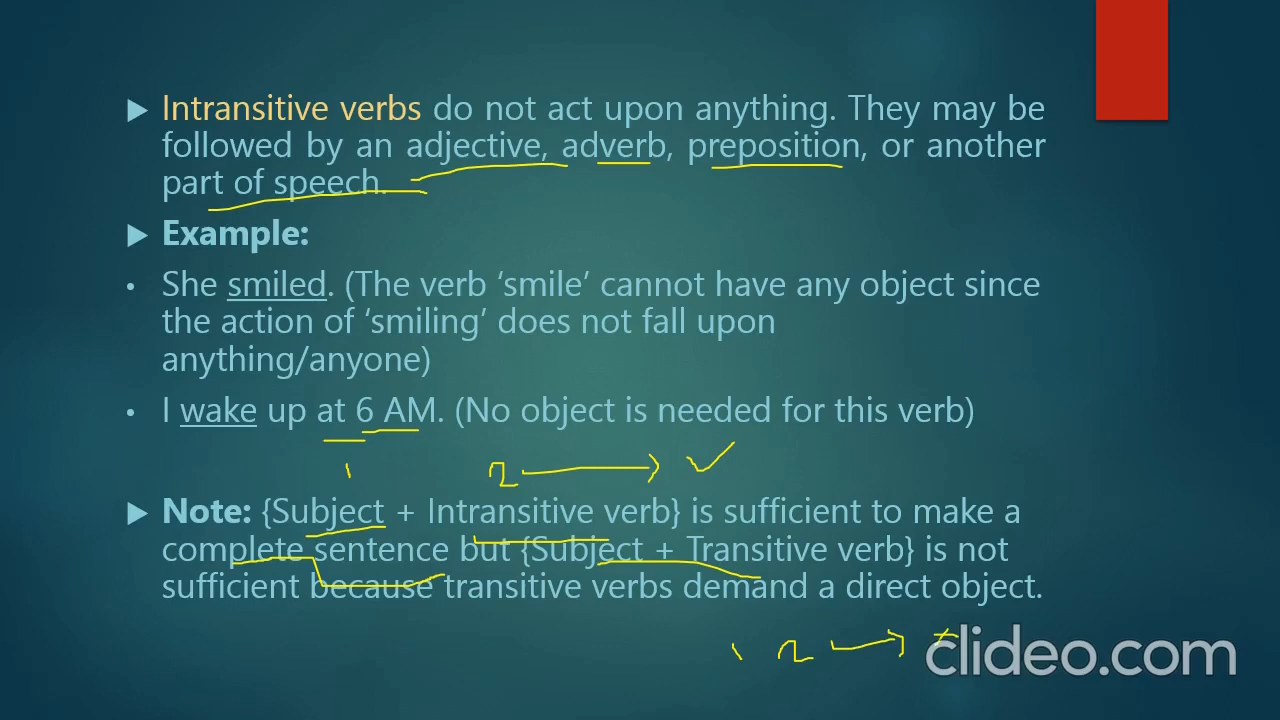 Intransitive verbs do not act upon anything. They may be
followed by an adjective, adverb, preposition, or another
part of speech.
Example:
She smiled. (The verb ‘smile’ cannot have any object since
the action of ‘smiling’ does not fall upon
anything/anyone)
I wake up at 6 AM. (No object is needed for this verb)
1 2
Note: {Subject + Intransitive verb} is sufficient to make a
complete sentence but {Subject + Transitive verb} is not
sufficient because transitive verbs demand a direct object.
1 2
clideo.com